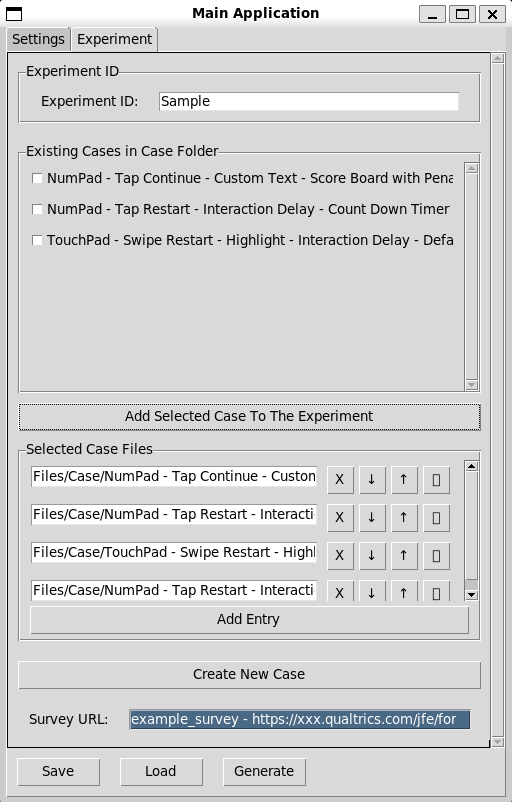 Main Application
Settings Experiment
Experiment ID
Experiment ID: Sample
Existing Cases in Case Folder
NumPad - Tap Continue - Custom Text - Score Board with Pena
NumPad - Tap Restart - Interaction Delay - Count Down Timer
TouchPad - Swipe Restart - Highlight - Interaction Delay - Defa
Add Selected Case To The Experiment
Selected Case Files
Files/Case/NumPad - Tap Continue - Custon X ↓ ↑
Files/Case/NumPad - Tap Restart - Interacti X ↓ ↑
Files/Case/TouchPad - Swipe Restart - Highl X ↓ ↑
Files/Case/NumPad - Tap Restart - Interacti X ↓ ↑
Add Entry
Create New Case
Survey URL: example_survey - https://xxx.qualtrics.com/jfe/for
Save Load Generate